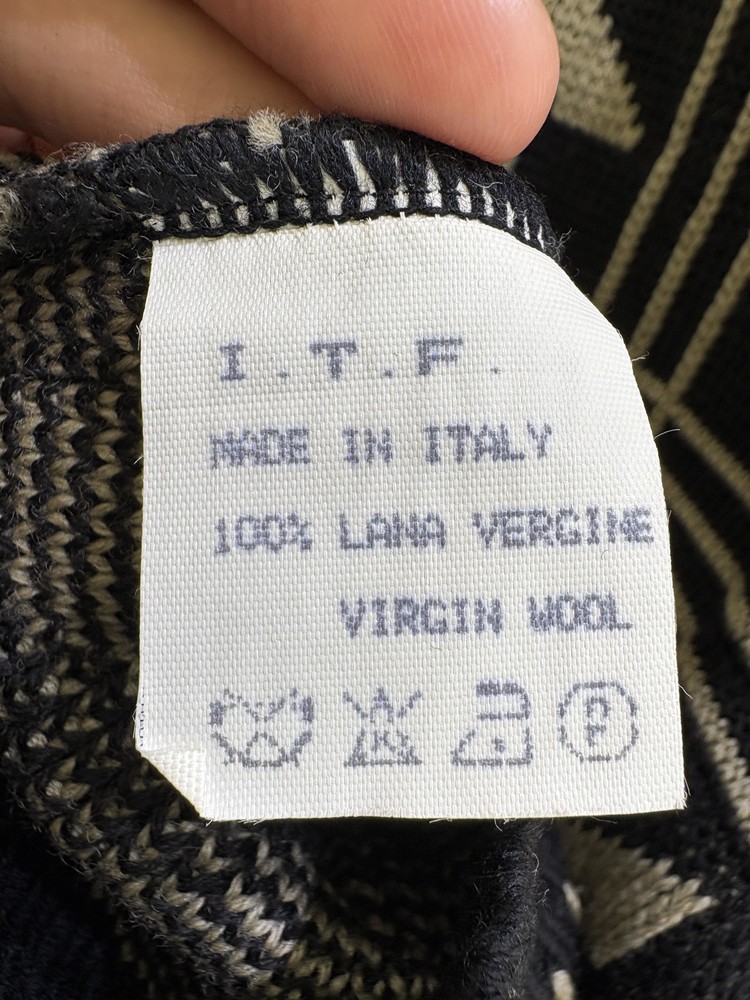 I.T.F.
MADE IN ITALY
100% LANA VERGINE
VIRGIN WOOL
P